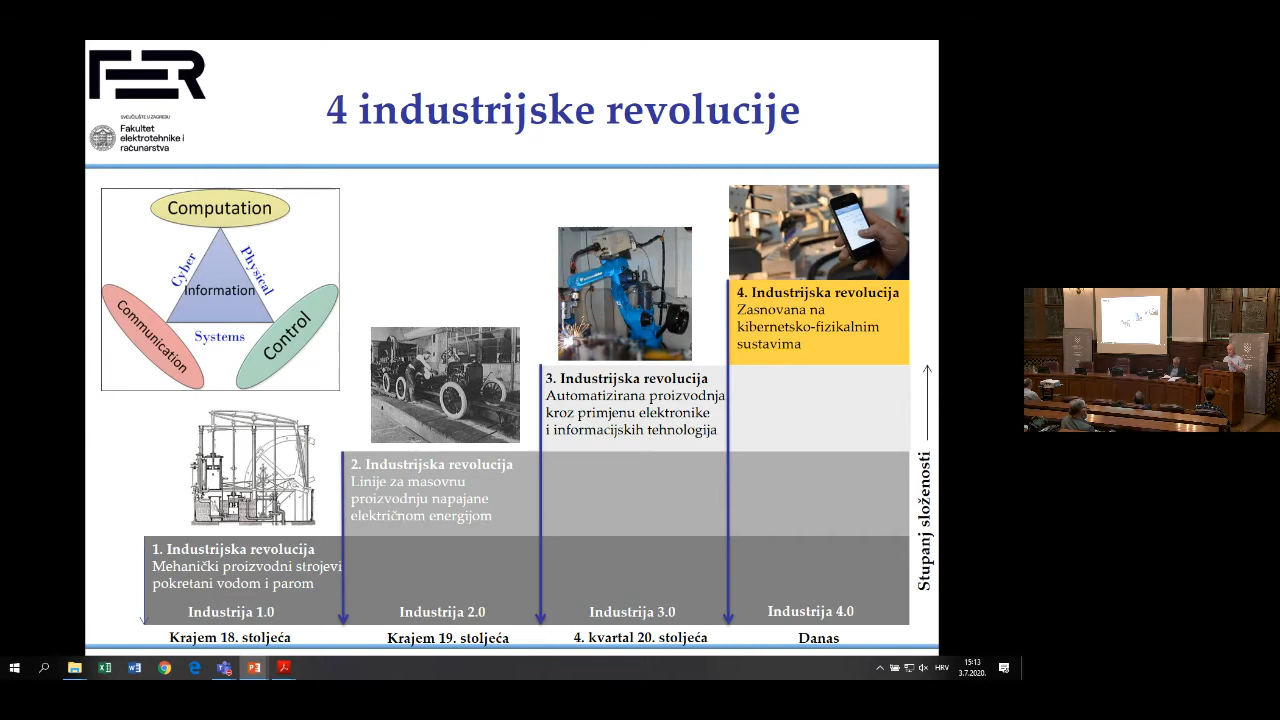 FER
SVEUČILIŠTE U ZAGREBU
Fakultet
elektrotehnike i
računarstva
4 industrijske revolucije
Computation
Cyber
Physical
Information
Systems
Communication
Control
4. Industrijska revolucija
Zasnovana na
kibernetsko-fizikalnim
sustavima
3. Industrijska revolucija
Automatizirana proizvodnja
kroz primjenu elektronike
i informacijskih tehnologija
2. Industrijska revolucija
Linije za masovnu
proizvodnju napajane
električnom energijom
1. Industrijska revolucija
Mehanički proizvodni strojevi
pokretani vodom i parom
Stupanj složenosti
Industrija 1.0
Industrija 2.0
Industrija 3.0
Industrija 4.0
Krajem 18. stoljeća
Krajem 19. stoljeća
4. kvartal 20. stoljeća
Danas
HRV
15:13
3.7.2020.